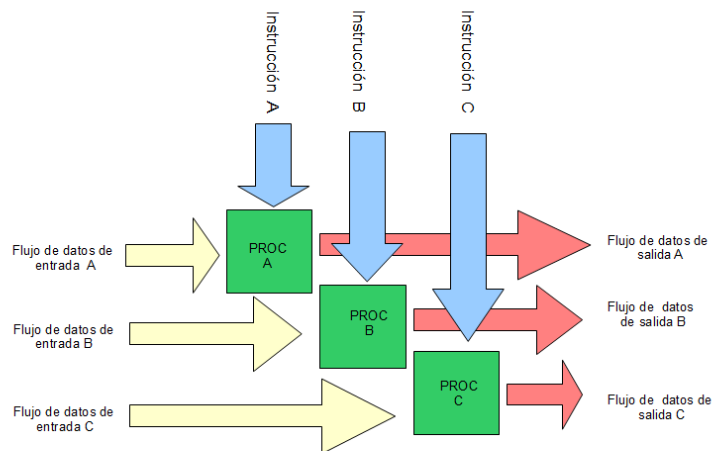 Instrucción A
Instrucción B
Instrucción C
Flujo de datos de
entrada A
PROC
A
Flujo de datos de
salida A
Flujo de datos de
entrada B
PROC
B
Flujo de datos
de salida B
Flujo de datos de
entrada C
PROC
C
Flujo de datos de
salida C